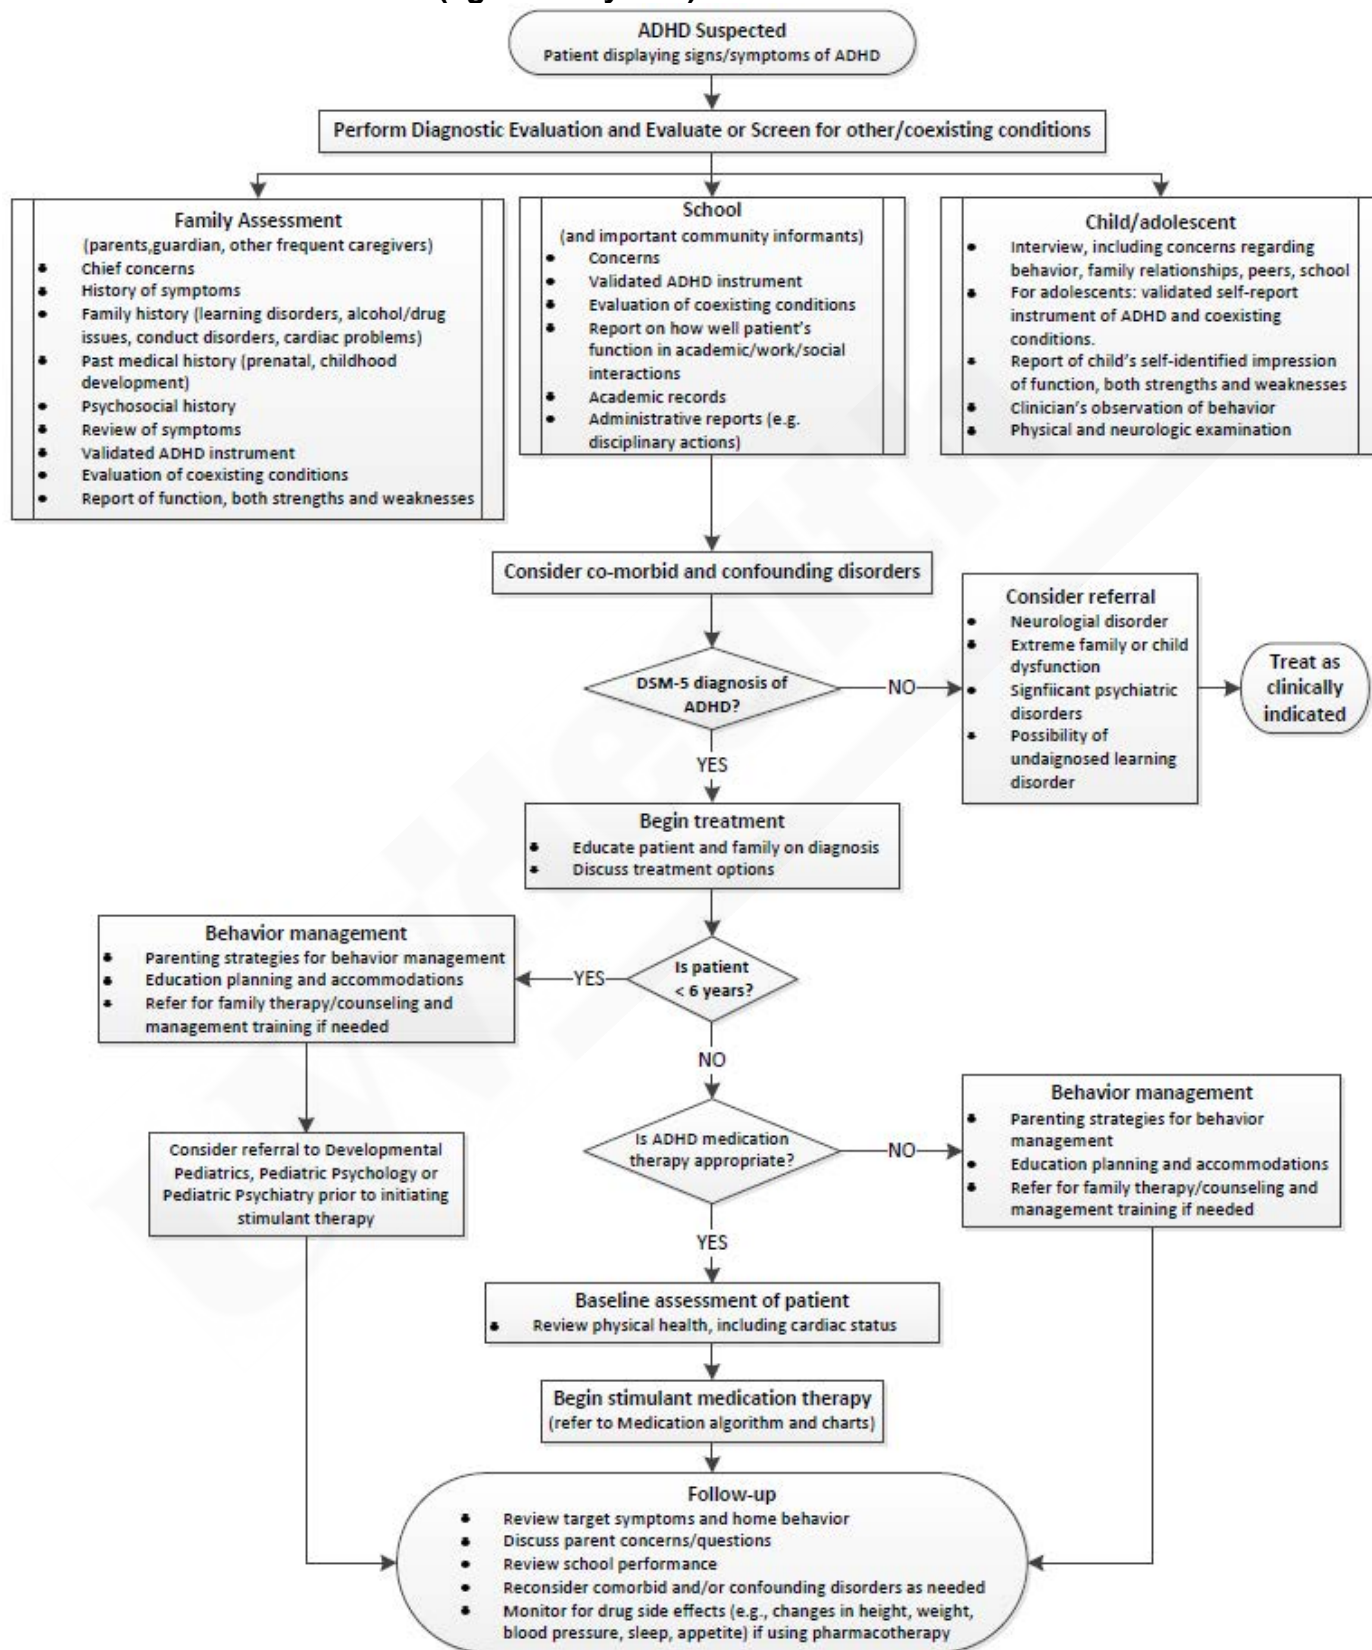 ADHD Suspected
Patient displaying signs/symptoms of ADHD
Perform Diagnostic Evaluation and Evaluate or Screen for other/coexisting conditions
Family Assessment
(parents,guardian, other frequent caregivers)
Chief concerns
History of symptoms
Family history (learning disorders, alcohol/drug
issues, conduct disorders, cardiac problems)
Past medical history (prenatal, childhood
development)
Psychosocial history
Review of symptoms
Validated ADHD instrument
Evaluation of coexisting conditions
Report of function, both strengths and weaknesses
School
(and important community informants)
Concerns
Validated ADHD instrument
Evaluation of coexisting conditions
Report on how well patient's
function in academic/work/social
interactions
Academic records
Administrative reports (e.g.
disciplinary actions)
Child/adolescent
Interview, including concerns regarding
behavior, family relationships, peers, school
For adolescents: validated self-report
instrument of ADHD and coexisting
conditions.
Report of child's self-identified impression
of function, both strengths and weaknesses
Clinician's observation of behavior
Physical and neurologic examination
Consider co-morbid and confounding disorders
DSM-5 diagnosis of
ADHD?
NO
Consider referral
Neurologial disorder
Extreme family or child
dysfunction
Signfiicant psychiatric
disorders
Possibility of
undaignosed learning
disorder
Treat as
clinically
indicated
YES
Begin treatment
Educate patient and family on diagnosis
Discuss treatment options
Is patient
< 6 years?
YES
Behavior management
Parenting strategies for behavior management
Education planning and accommodations
Refer for family therapy/counseling and
management training if needed
Consider referral to Developmental
Pediatrics, Pediatric Psychology or
Pediatric Psychiatry prior to initiating
stimulant therapy
NO
Is ADHD medication
therapy appropriate?
NO
Behavior management
Parenting strategies for behavior
management
Education planning and accommodations
Refer for family therapy/counseling and
management training if needed
YES
Baseline assessment of patient
Review physical health, including cardiac status
Begin stimulant medication therapy
(refer to Medication algorithm and charts)
Follow-up
Review target symptoms and home behavior
Discuss parent concerns/questions
Review school performance
Reconsider comorbid and/or confounding disorders as needed
Monitor for drug side effects (e.g., changes in height, weight,
blood pressure, sleep, appetite) if using pharmacotherapy
UWHealth